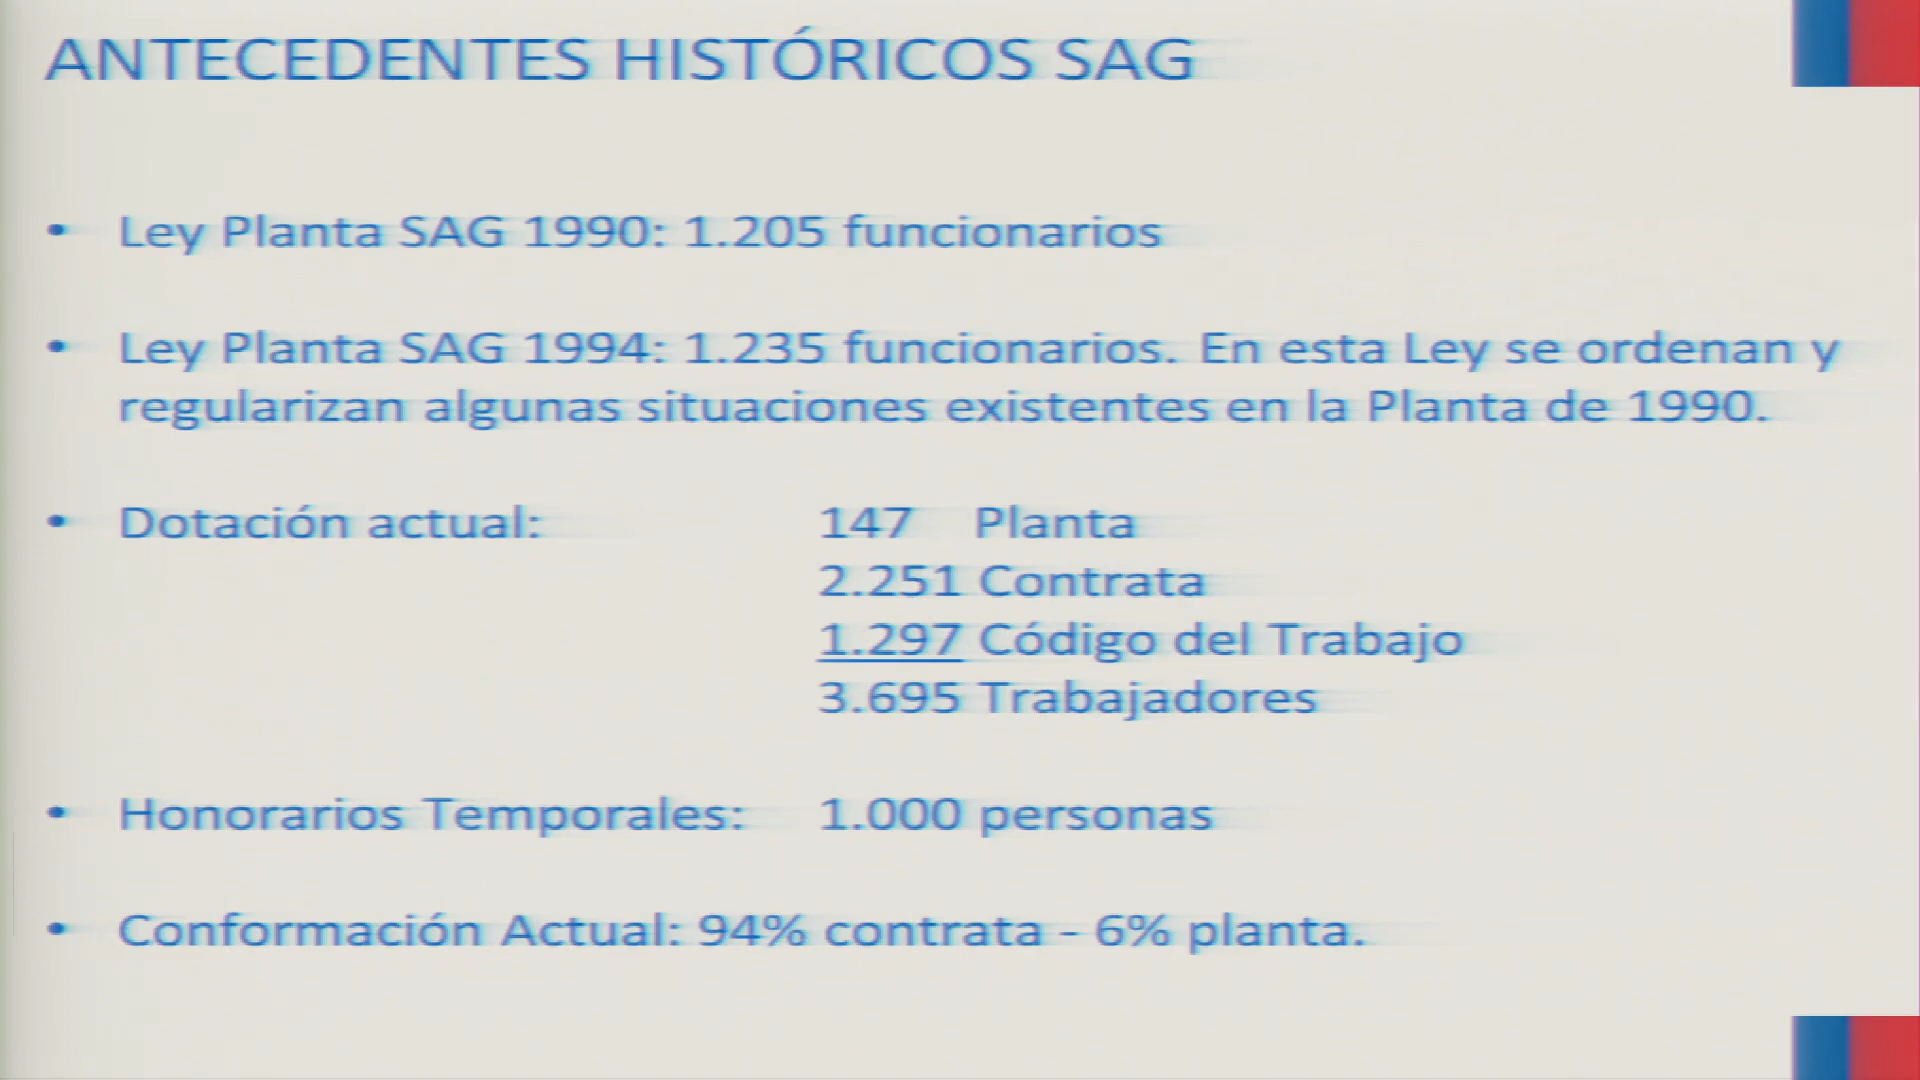 ANTECEDENTES HISTÓRICOS SAG
• Ley Planta SAG 1990: 1.205 funcionarios
• Ley Planta SAG 1994: 1.235 funcionarios. En esta Ley se ordenan y
regularizan algunas situaciones existentes en la Planta de 1990.
• Dotación actual: 147 Planta
2.251 Contrata
1.297 Código del Trabajo
3.695 Trabajadores
• Honorarios Temporales: 1.000 personas
• Conformación Actual: 94% contrata - 6% planta.